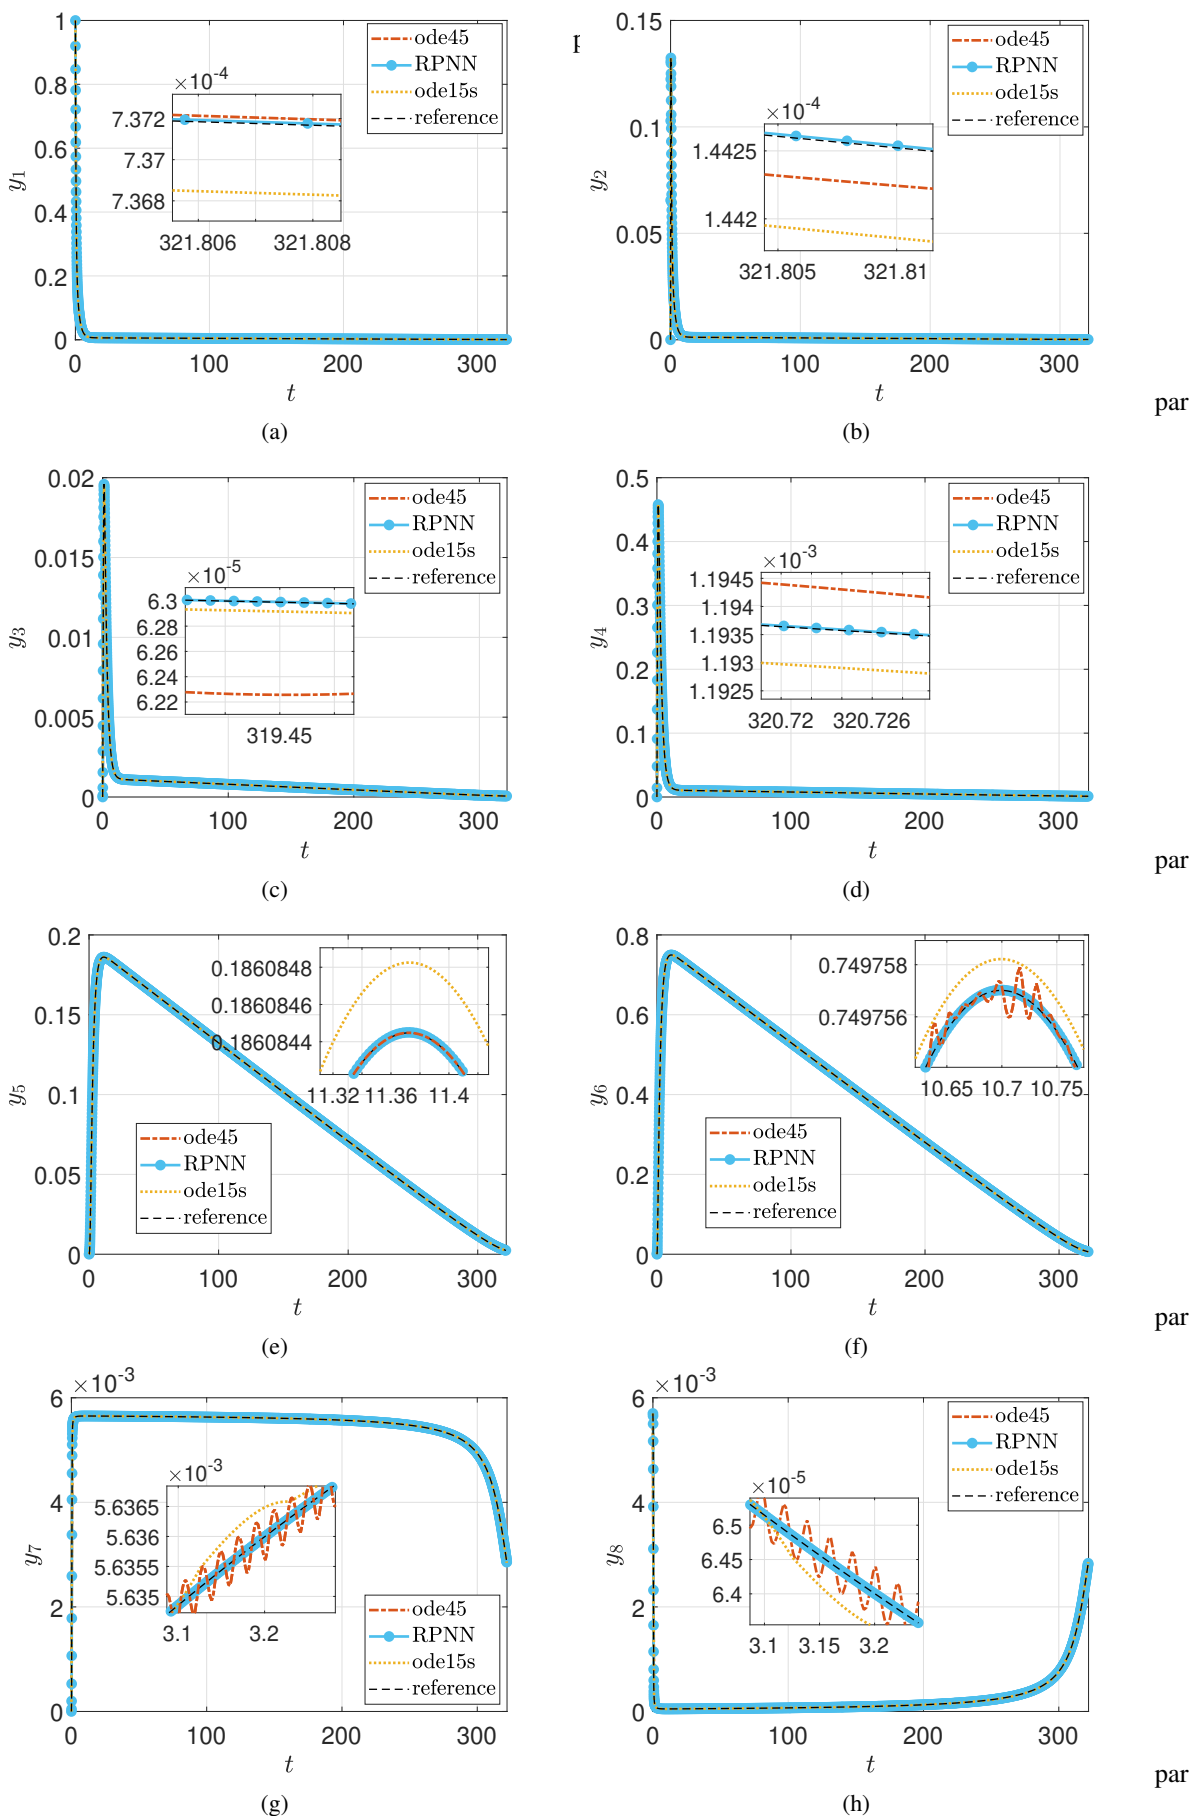 1
0.8
0.6
0.4
0.2
0
0 100 200 300
y1
t
ode45
RPNN
ode15s
reference
×10-4
7.372
7.37
7.368
321.806 321.808
(a)
0.15
0.1
0.05
0
0 100 200 300
y2
t
ode45
RPNN
ode15s
reference
×10-4
1.4425
1.442
321.805 321.81
(b)
par
0.02
0.015
0.01
0.005
0
0 100 200 300
y3
t
ode45
RPNN
ode15s
reference
×10-5
6.3
6.28
6.26
6.24
6.22
319.45
(c)
0.5
0.4
0.3
0.2
0.1
0
0 100 200 300
y4
t
ode45
RPNN
ode15s
reference
×10-3
1.1945
1.194
1.1935
1.193
1.1925
320.72 320.726
(d)
par
0.2
0.15
0.1
0.05
0
0 100 200 300
y5
t
0.1860848
0.1860846
0.1860844
11.32 11.36 11.4
ode45
RPNN
ode15s
reference
(e)
0.8
0.6
0.4
0.2
0
0 100 200 300
y6
t
0.749758
0.749756
10.65 10.7 10.75
ode45
RPNN
ode15s
reference
(f)
par
×10-3
6
4
2
0
0 100 200 300
y7
t
×10-3
5.6365
5.636
5.6355
5.635
3.1 3.2
ode45
RPNN
ode15s
reference
(g)
×10-3
6
4
2
0
0 100 200 300
y8
t
ode45
RPNN
ode15s
reference
×10-5
6.5
6.45
6.4
3.1 3.15 3.2
(h)
par